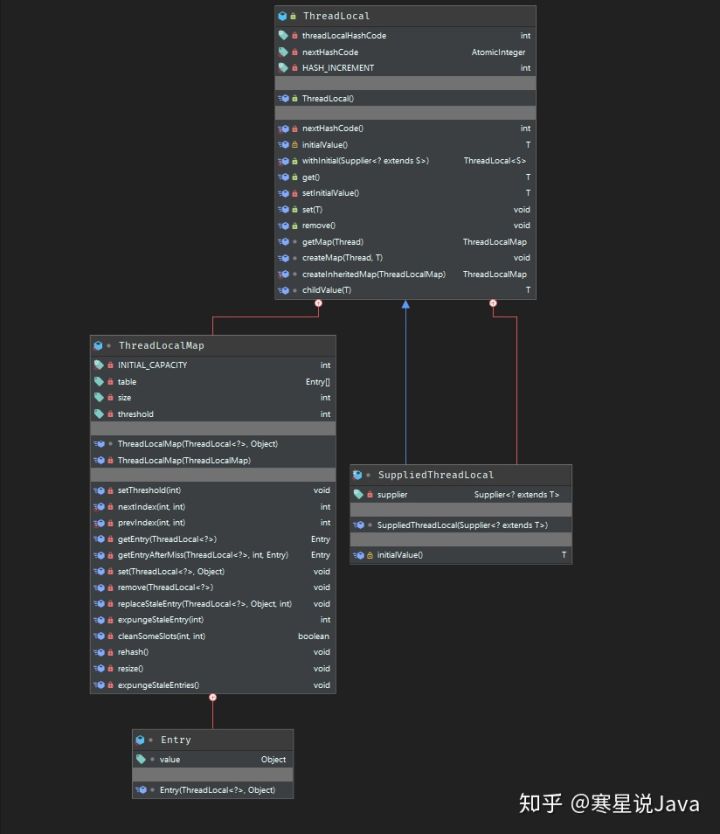 ThreadLocal
threadLocalHashCode int
nextHashCode AtomicInteger
HASH_INCREMENT int
ThreadLocal()
nextHashCode() int
initialValue() T
withInitial(Supplier<? extends S>) ThreadLocal<S>
get() T
setInitialValue() T
set(T) void
remove() void
getMap(Thread) ThreadLocalMap
createMap(Thread, T) void
createInheritedMap(ThreadLocalMap) ThreadLocalMap
childValue(T) T
ThreadLocalMap
INITIAL_CAPACITY int
table Entry[]
size int
threshold int
ThreadLocalMap(ThreadLocal<?>, Object)
ThreadLocalMap(ThreadLocalMap)
setThreshold(int) void
nextIndex(int, int) int
prevIndex(int, int) int
getEntry(ThreadLocal<?>) Entry
getEntryAfterMiss(ThreadLocal<?>, int, Entry) Entry
set(ThreadLocal<?>, Object) void
remove(ThreadLocal<?>) void
replaceStaleEntry(ThreadLocal<?>, Object, int) void
expungeStaleEntry(int) int
cleanSomeSlots(int, int) boolean
rehash() void
resize() void
expungeStaleEntries() void
SuppliedThreadLocal
supplier Supplier<? extends T>
SuppliedThreadLocal(Supplier<? extends T>)
initialValue() T
Entry
value Object
Entry(ThreadLocal<?>, Object)
知乎 @寒星说Java